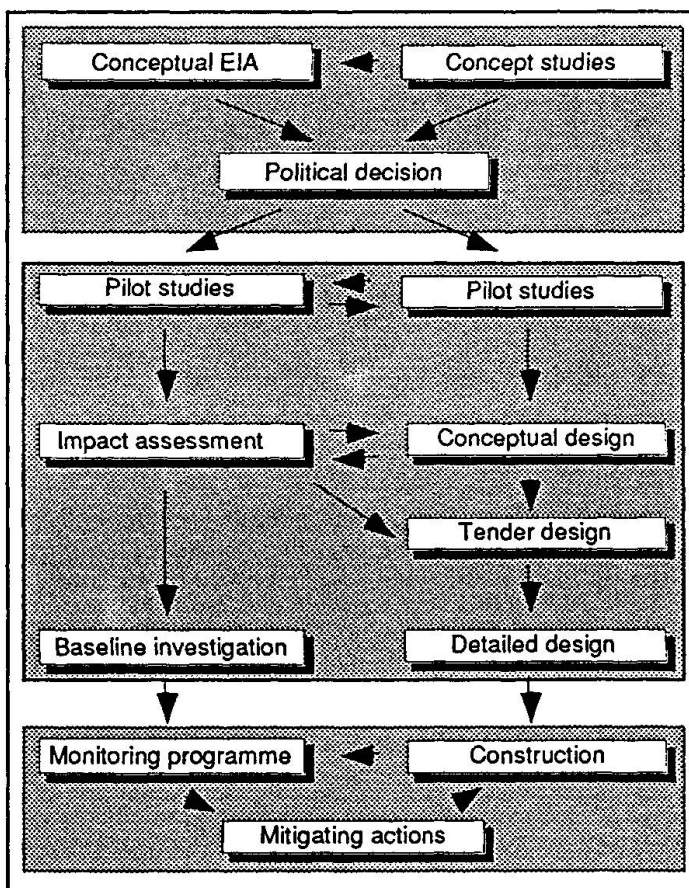 Conceptual EIA
Concept studies
Political decision
Pilot studies
Pilot studies
Impact assessment
Conceptual design
Tender design
Baseline investigation
Detailed design
Monitoring programme
Construction
Mitigating actions